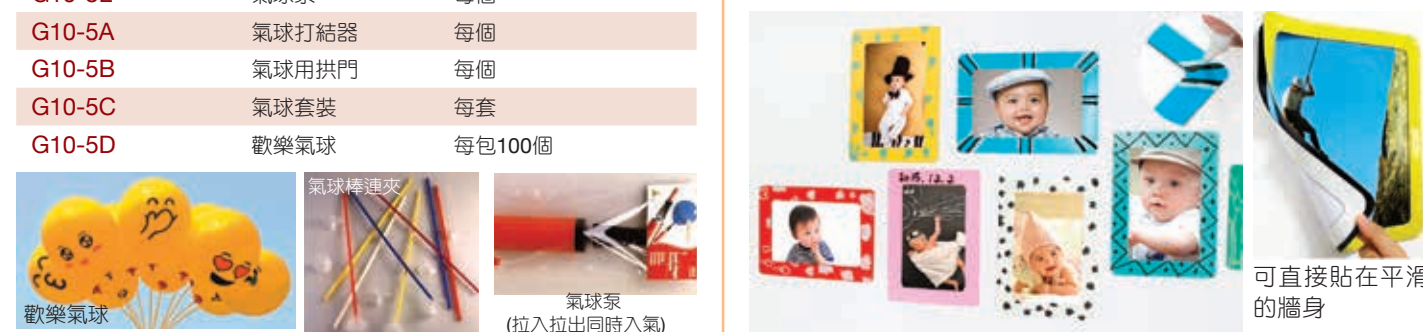 G10-5A 氣球打結器 每個
G10-5B 氣球用拱門 每個
G10-5C 氣球套裝 每套
G10-5D 歡樂氣球 每包100個
歡樂氣球
氣球棒連夾
氣球泵
(拉入拉出同時入氣)
可直接貼在平滑
的牆身